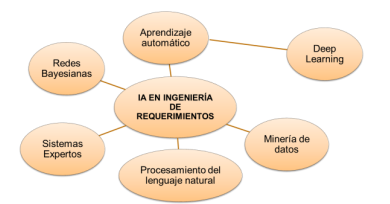 Aprendizaje
automático
Deep
Learning
Redes
Bayesianas
IA EN INGENIERÍA
DE
REQUERIMIENTOS
Sistemas
Expertos
Minería de
datos
Procesamiento del
lenguaje natural